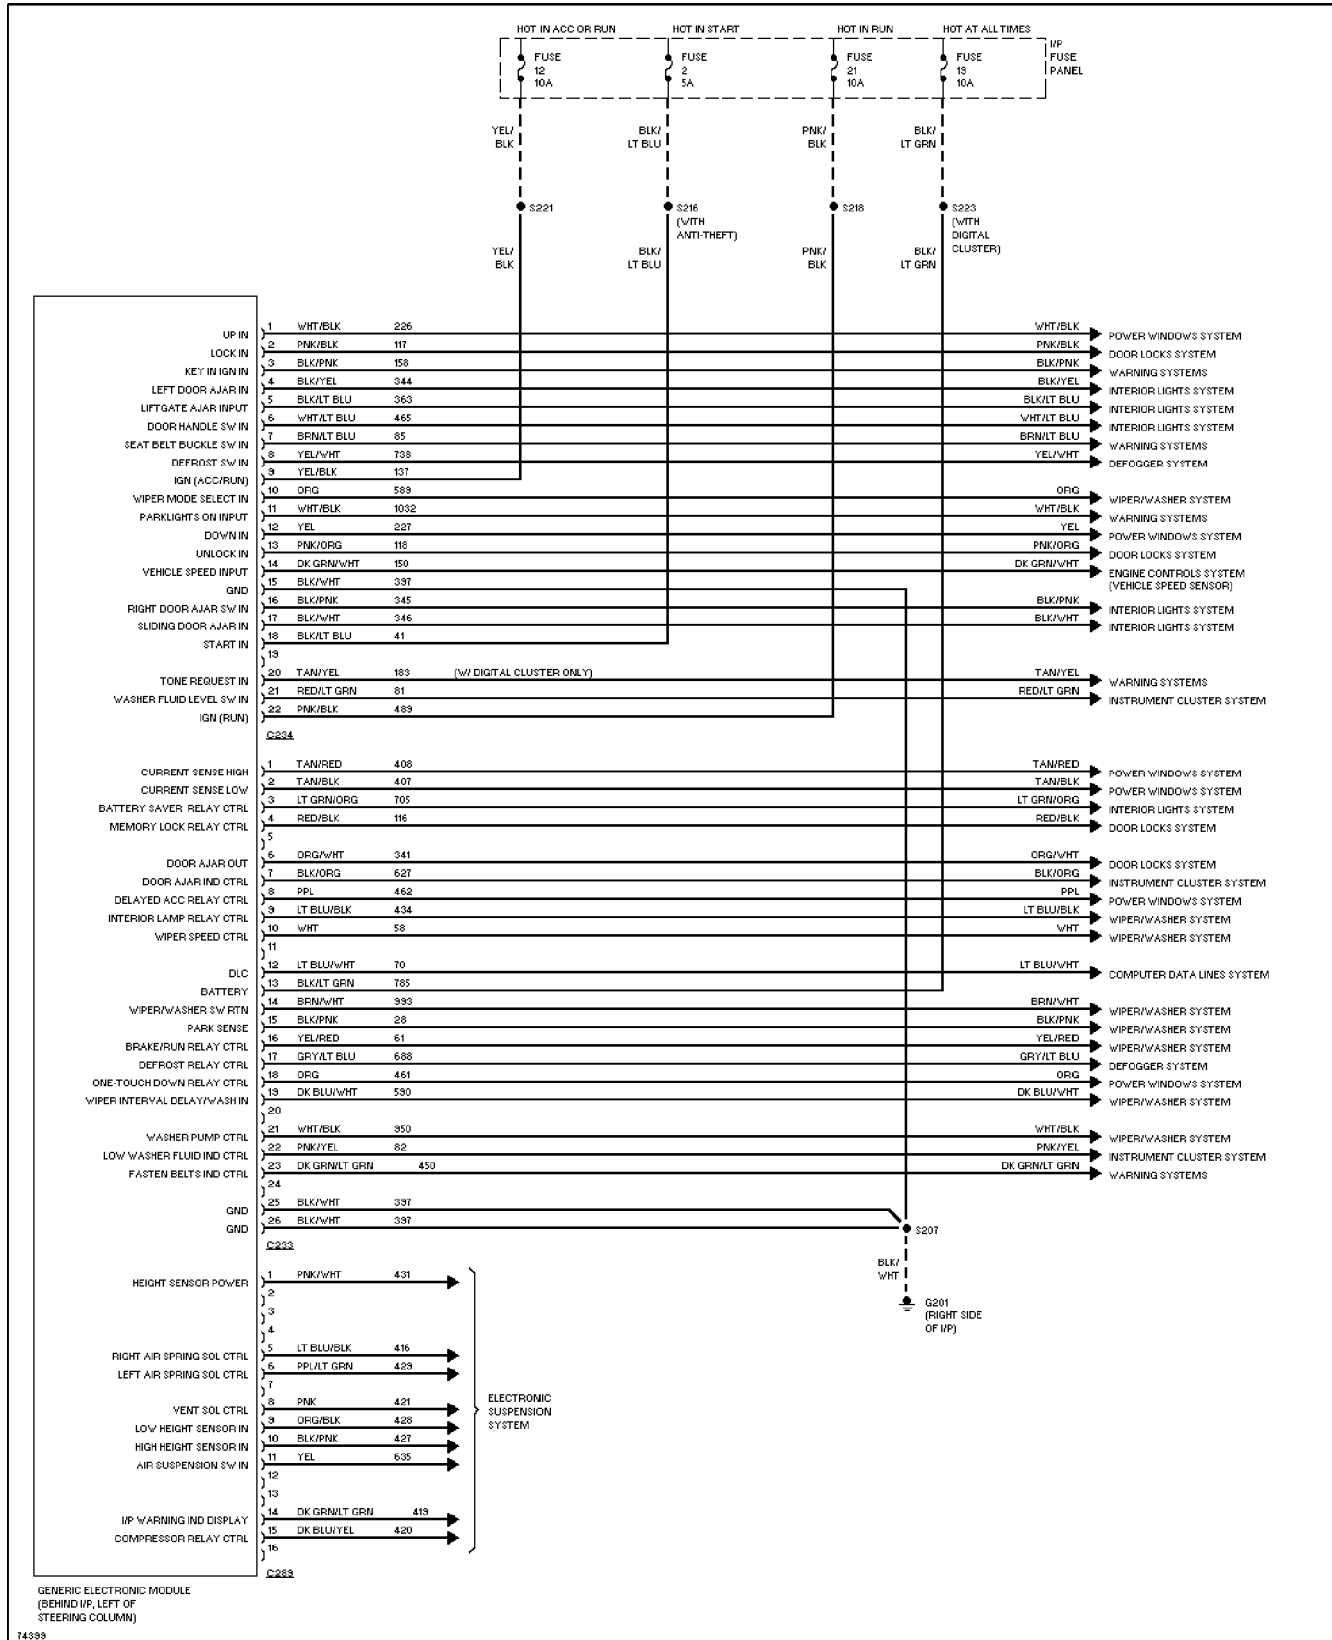 HOT IN ACC OR RUN HOT IN START HOT IN RUN HOT AT ALL TIMES
I/P
FUSE
PANEL
FUSE
12
10A
FUSE
2
5A
FUSE
21
10A
FUSE
19
10A
YEL/
BLK
BLK/
LT BLU
PNK/
BLK
BLK/
LT GRN
S221
S216
(WITH
ANTI-THEFT)
S218
S223
(WITH
DIGITAL
CLUSTER)
YEL/
BLK
BLK/
LT BLU
PNK/
BLK
BLK/
LT GRN
UP IN 1 WHT/BLK 226 WHT/BLK POWER WINDOWS SYSTEM
LOCK IN 2 PNK/BLK 117 PNK/BLK DOOR LOCKS SYSTEM
KEY IN IGN IN 3 BLK/PNK 158 BLK/PNK WARNING SYSTEMS
LEFT DOOR AJAR IN 4 BLK/YEL 344 BLK/YEL INTERIOR LIGHTS SYSTEM
LIFTGATE AJAR INPUT 5 BLK/LT BLU 363 BLK/LT BLU INTERIOR LIGHTS SYSTEM
DOOR HANDLE SW IN 6 WHT/LT BLU 465 WHT/LT BLU INTERIOR LIGHTS SYSTEM
SEAT BELT BUCKLE SW IN 7 BRN/LT BLU 85 BRN/LT BLU WARNING SYSTEMS
DEFROST SW IN 8 YEL/WHT 738 YEL/WHT DEFOGGER SYSTEM
IGN (ACC/RUN) 9 YEL/BLK 137
WIPER MODE SELECT IN 10 ORG 589 ORG WIPER/WASHER SYSTEM
PARKLIGHTS ON INPUT 11 WHT/BLK 1032 WHT/BLK WARNING SYSTEMS
DOWN IN 12 YEL 227 YEL POWER WINDOWS SYSTEM
UNLOCK IN 13 PNK/ORG 118 PNK/ORG DOOR LOCKS SYSTEM
VEHICLE SPEED INPUT 14 DK GRN/WHT 150 DK GRN/WHT ENGINE CONTROLS SYSTEM
(VEHICLE SPEED SENSOR)
GND 15 BLK/WHT 397
RIGHT DOOR AJAR SW IN 16 BLK/PNK 345 BLK/PNK INTERIOR LIGHTS SYSTEM
SLIDING DOOR AJAR IN 17 BLK/WHT 346 BLK/WHT INTERIOR LIGHTS SYSTEM
START IN 18 BLK/LT BLU 41
19
TONE REQUEST IN 20 TAN/YEL 183 (W/ DIGITAL CLUSTER ONLY) TAN/YEL WARNING SYSTEMS
WASHER FLUID LEVEL SW IN 21 RED/LT GRN 81 RED/LT GRN INSTRUMENT CLUSTER SYSTEM
IGN (RUN) 22 PNK/BLK 489
C234
CURRENT SENSE HIGH 1 TAN/RED 408 TAN/RED POWER WINDOWS SYSTEM
CURRENT SENSE LOW 2 TAN/BLK 407 TAN/BLK POWER WINDOWS SYSTEM
BATTERY SAVER RELAY CTRL 3 LT GRN/ORG 705 LT GRN/ORG INTERIOR LIGHTS SYSTEM
MEMORY LOCK RELAY CTRL 4 RED/BLK 116 RED/BLK DOOR LOCKS SYSTEM
5
DOOR AJAR OUT 6 ORG/WHT 341 ORG/WHT DOOR LOCKS SYSTEM
DOOR AJAR IND CTRL 7 BLK/ORG 627 BLK/ORG INSTRUMENT CLUSTER SYSTEM
DELAYED ACC RELAY CTRL 8 PPL 462 PPL POWER WINDOWS SYSTEM
INTERIOR LAMP RELAY CTRL 9 LT BLU/BLK 434 LT BLU/BLK WIPER/WASHER SYSTEM
WIPER SPEED CTRL 10 WHT 58 WHT WIPER/WASHER SYSTEM
11
DLC 12 LT BLU/WHT 70 LT BLU/WHT COMPUTER DATA LINES SYSTEM
BATTERY 13 BLK/LT GRN 785
WIPER/WASHER SW RTN 14 BRN/WHT 993 BRN/WHT WIPER/WASHER SYSTEM
PARK SENSE 15 BLK/PNK 28 BLK/PNK WIPER/WASHER SYSTEM
BRAKE/RUN RELAY CTRL 16 YEL/RED 61 YEL/RED WIPER/WASHER SYSTEM
DEFROST RELAY CTRL 17 GRY/LT BLU 688 GRY/LT BLU DEFOGGER SYSTEM
ONE-TOUCH DOWN RELAY CTRL 18 ORG 461 ORG POWER WINDOWS SYSTEM
WIPER INTERVAL DELAY/WASH IN 19 DK BLU/WHT 590 DK BLU/WHT WIPER/WASHER SYSTEM
20
WASHER PUMP CTRL 21 WHT/BLK 950 WHT/BLK WIPER/WASHER SYSTEM
LOW WASHER FLUID IND CTRL 22 PNK/YEL 82 PNK/YEL INSTRUMENT CLUSTER SYSTEM
FASTEN BELTS IND CTRL 23 DK GRN/LT GRN 450 DK GRN/LT GRN WARNING SYSTEMS
24
GND 25 BLK/WHT 397
GND 26 BLK/WHT 397 S207
C233
BLK/
WHT
G201
(RIGHT SIDE
OF I/P)
HEIGHT SENSOR POWER 1 PNK/WHT 431
2
3
4
RIGHT AIR SPRING SOL CTRL 5 LT BLU/BLK 416
LEFT AIR SPRING SOL CTRL 6 PPL/LT GRN 429
7
VENT SOL CTRL 8 PNK 421
LOW HEIGHT SENSOR IN 9 ORG/BLK 428
HIGH HEIGHT SENSOR IN 10 BLK/PNK 427
AIR SUSPENSION SW IN 11 YEL 635
12
13
I/P WARNING IND DISPLAY 14 DK GRN/LT GRN 419
COMPRESSOR RELAY CTRL 15 DK BLU/YEL 420
16
C289
ELECTRONIC
SUSPENSION
SYSTEM
GENERIC ELECTRONIC MODULE
(BEHIND I/P, LEFT OF
STEERING COLUMN)
74399